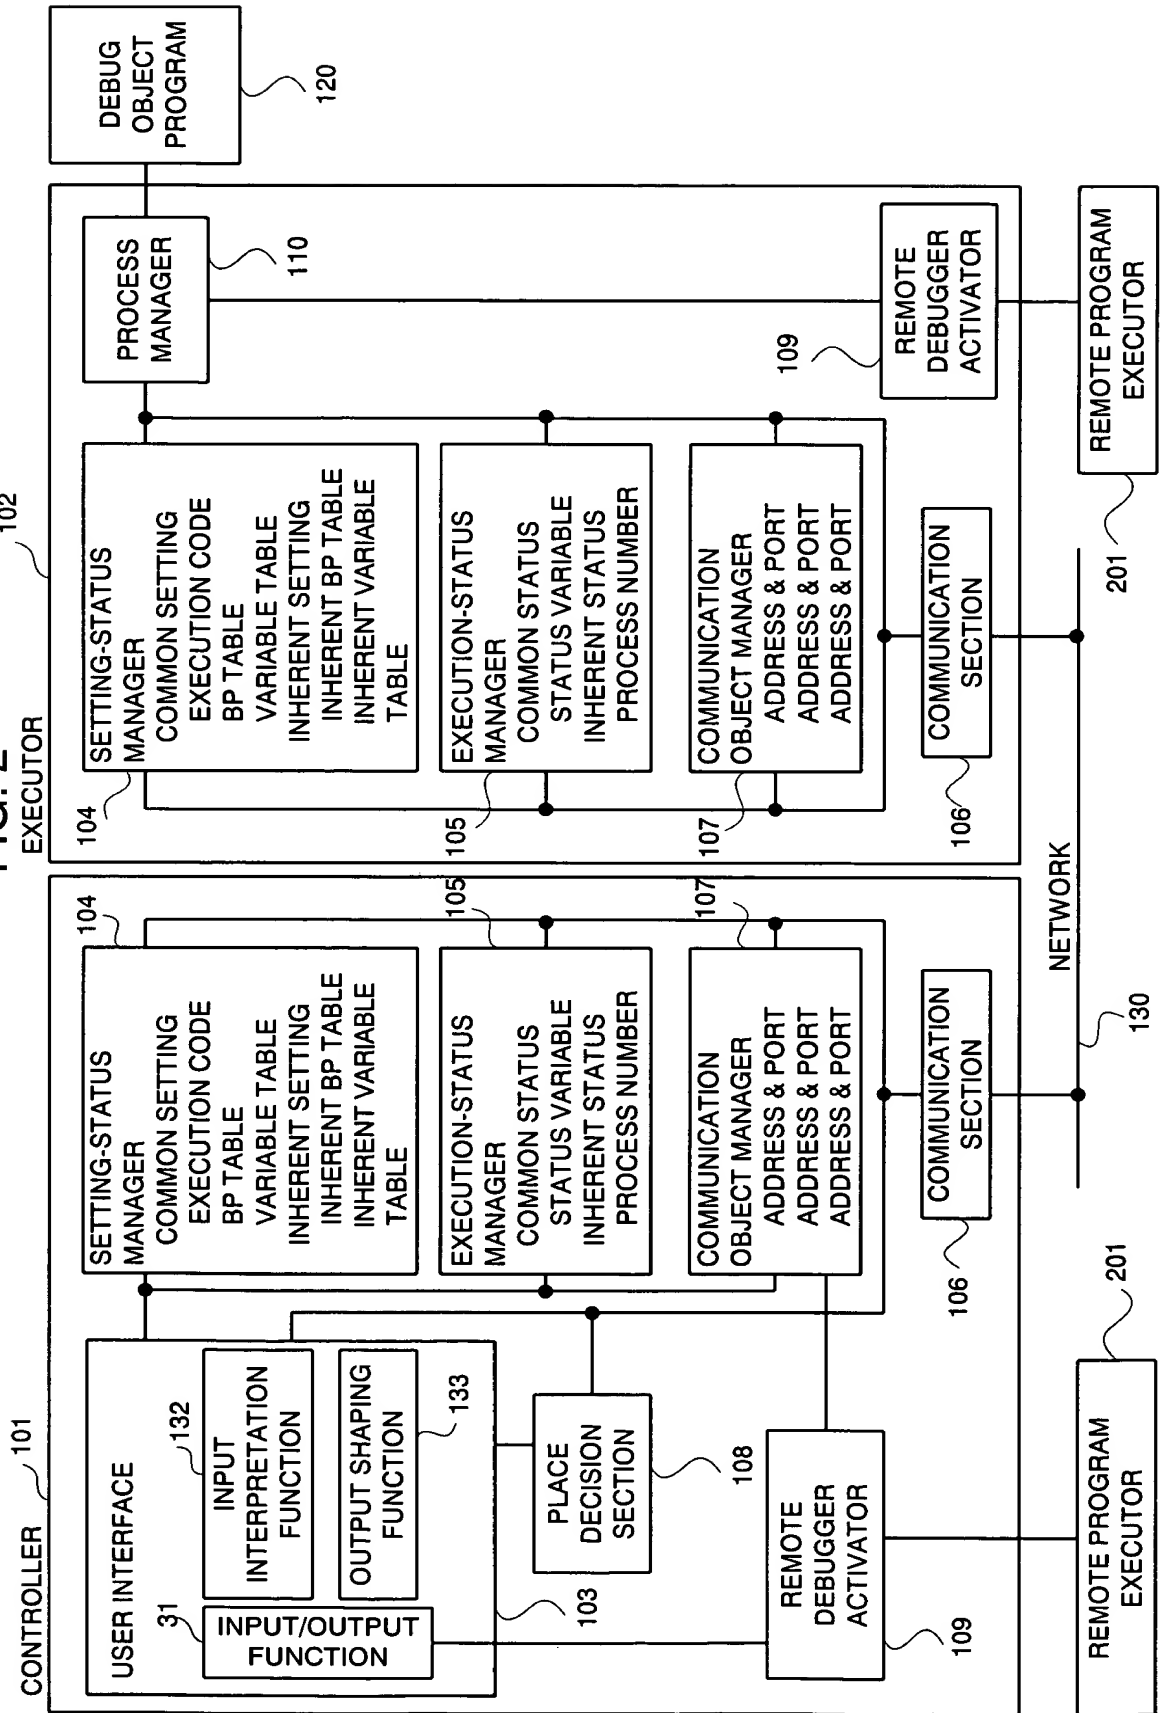 FIG. 2
CONTROLLER
101
USER INTERFACE
31
INPUT/OUTPUT
FUNCTION
132
INPUT
INTERPRETATION
FUNCTION
OUTPUT SHAPING
FUNCTION
133
103
PLACE
DECISION
SECTION
108
REMOTE
DEBUGGER
ACTIVATOR
109
104
SETTING-STATUS
MANAGER
COMMON SETTING
EXECUTION CODE
BP TABLE
VARIABLE TABLE
INHERENT SETTING
INHERENT BP TABLE
INHERENT VARIABLE
TABLE
105
EXECUTION-STATUS
MANAGER
COMMON STATUS
STATUS VARIABLE
INHERENT STATUS
PROCESS NUMBER
107
COMMUNICATION
OBJECT MANAGER
ADDRESS & PORT
ADDRESS & PORT
ADDRESS & PORT
COMMUNICATION
SECTION
106
REMOTE PROGRAM
EXECUTOR
201
NETWORK
130
EXECUTOR
102
104
SETTING-STATUS
MANAGER
COMMON SETTING
EXECUTION CODE
BP TABLE
VARIABLE TABLE
INHERENT SETTING
INHERENT BP TABLE
INHERENT VARIABLE
TABLE
105
EXECUTION-STATUS
MANAGER
COMMON STATUS
STATUS VARIABLE
INHERENT STATUS
PROCESS NUMBER
107
COMMUNICATION
OBJECT MANAGER
ADDRESS & PORT
ADDRESS & PORT
ADDRESS & PORT
COMMUNICATION
SECTION
106
PROCESS
MANAGER
110
REMOTE
DEBUGGER
ACTIVATOR
109
DEBUG
OBJECT
PROGRAM
120
REMOTE PROGRAM
EXECUTOR
201